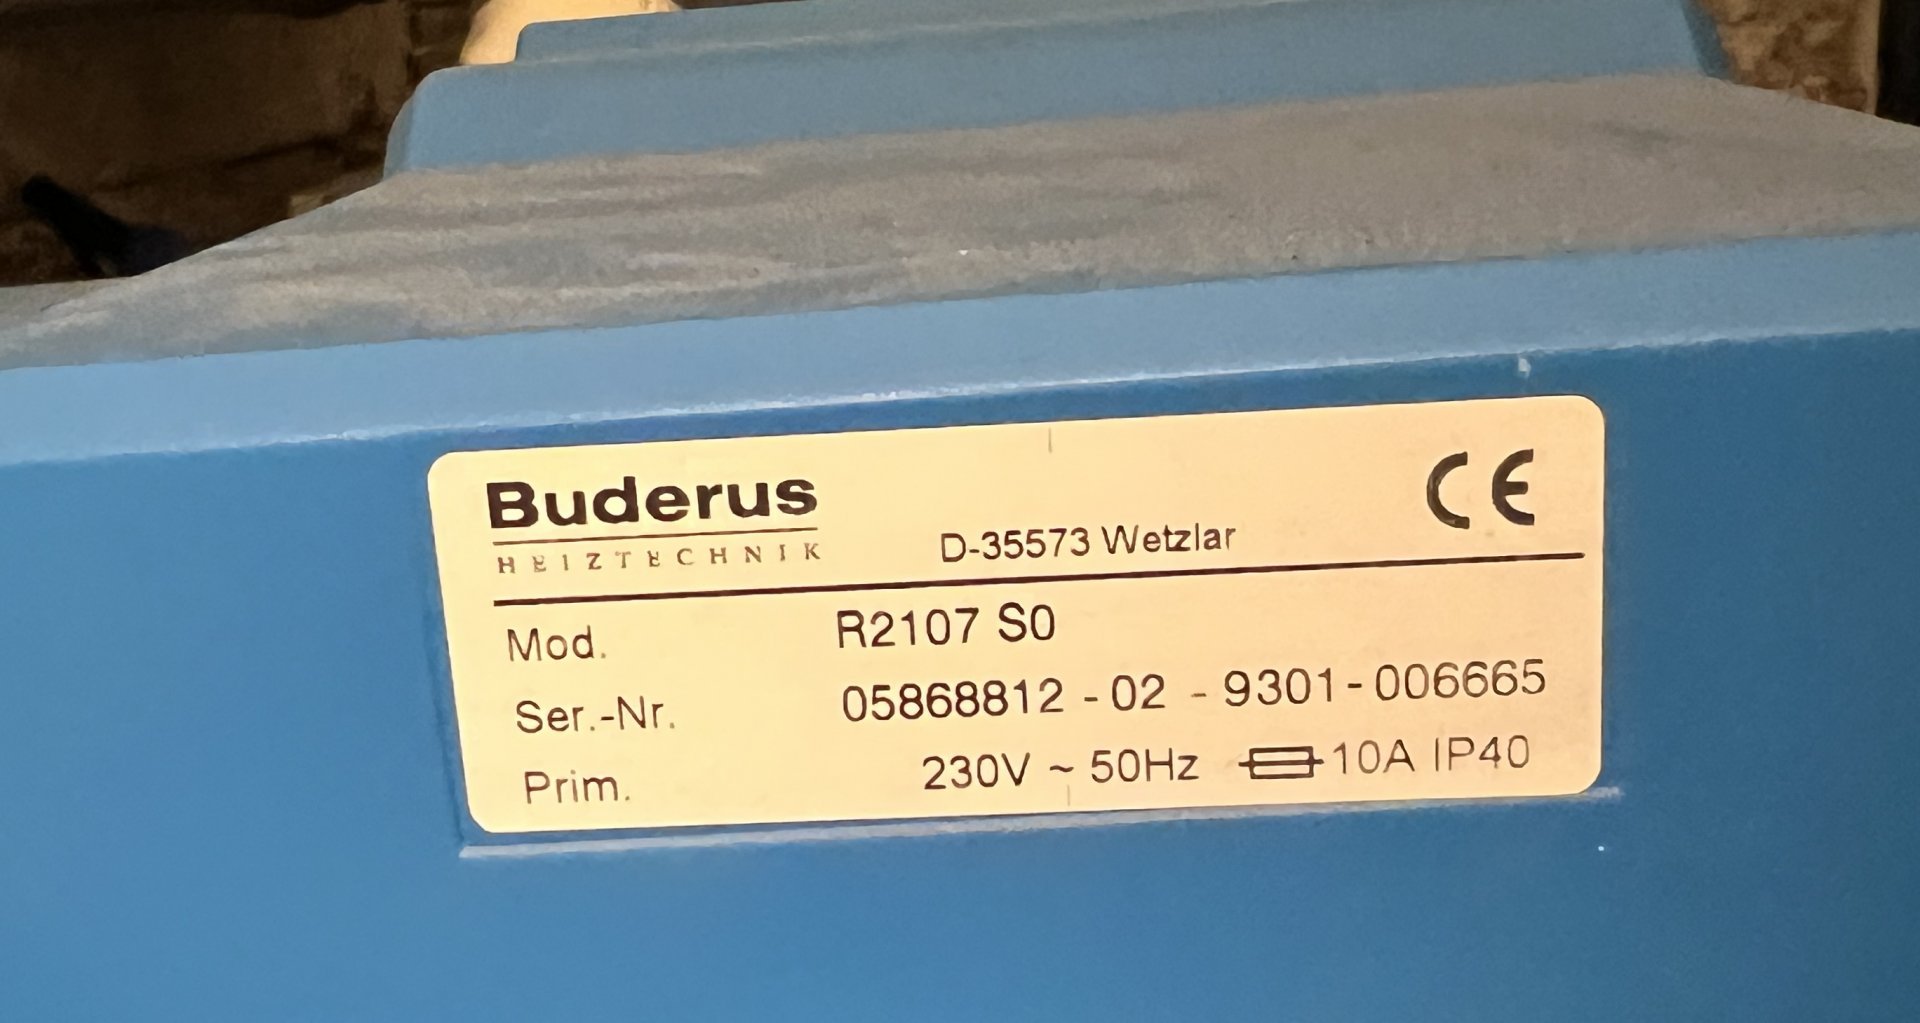 Buderus
HEIZTECHNIK
D-35573 Wetzlar
CE
Mod. R2107 S0
Ser.-Nr. 05868812 - 02 - 9301 - 006665
Prim. 230V ~ 50Hz 10A IP40